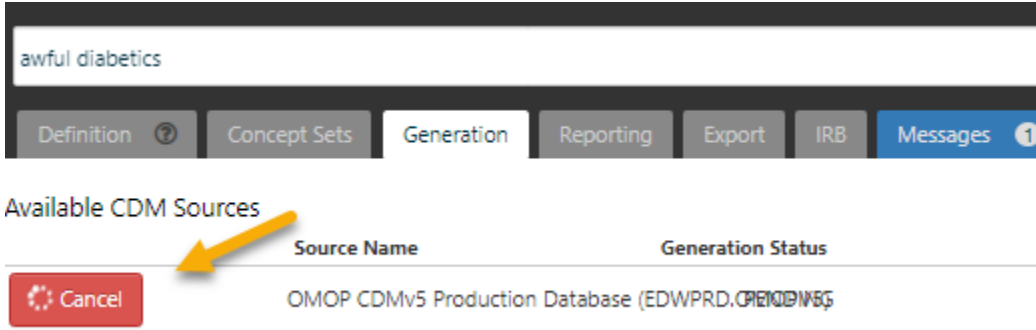 awful diabetics
Definition ? Concept Sets Generation Reporting Export IRB Messages 1
Available CDM Sources
Source Name Generation Status
Cancel OMOP CDMv5 Production Database (EDWPRD.